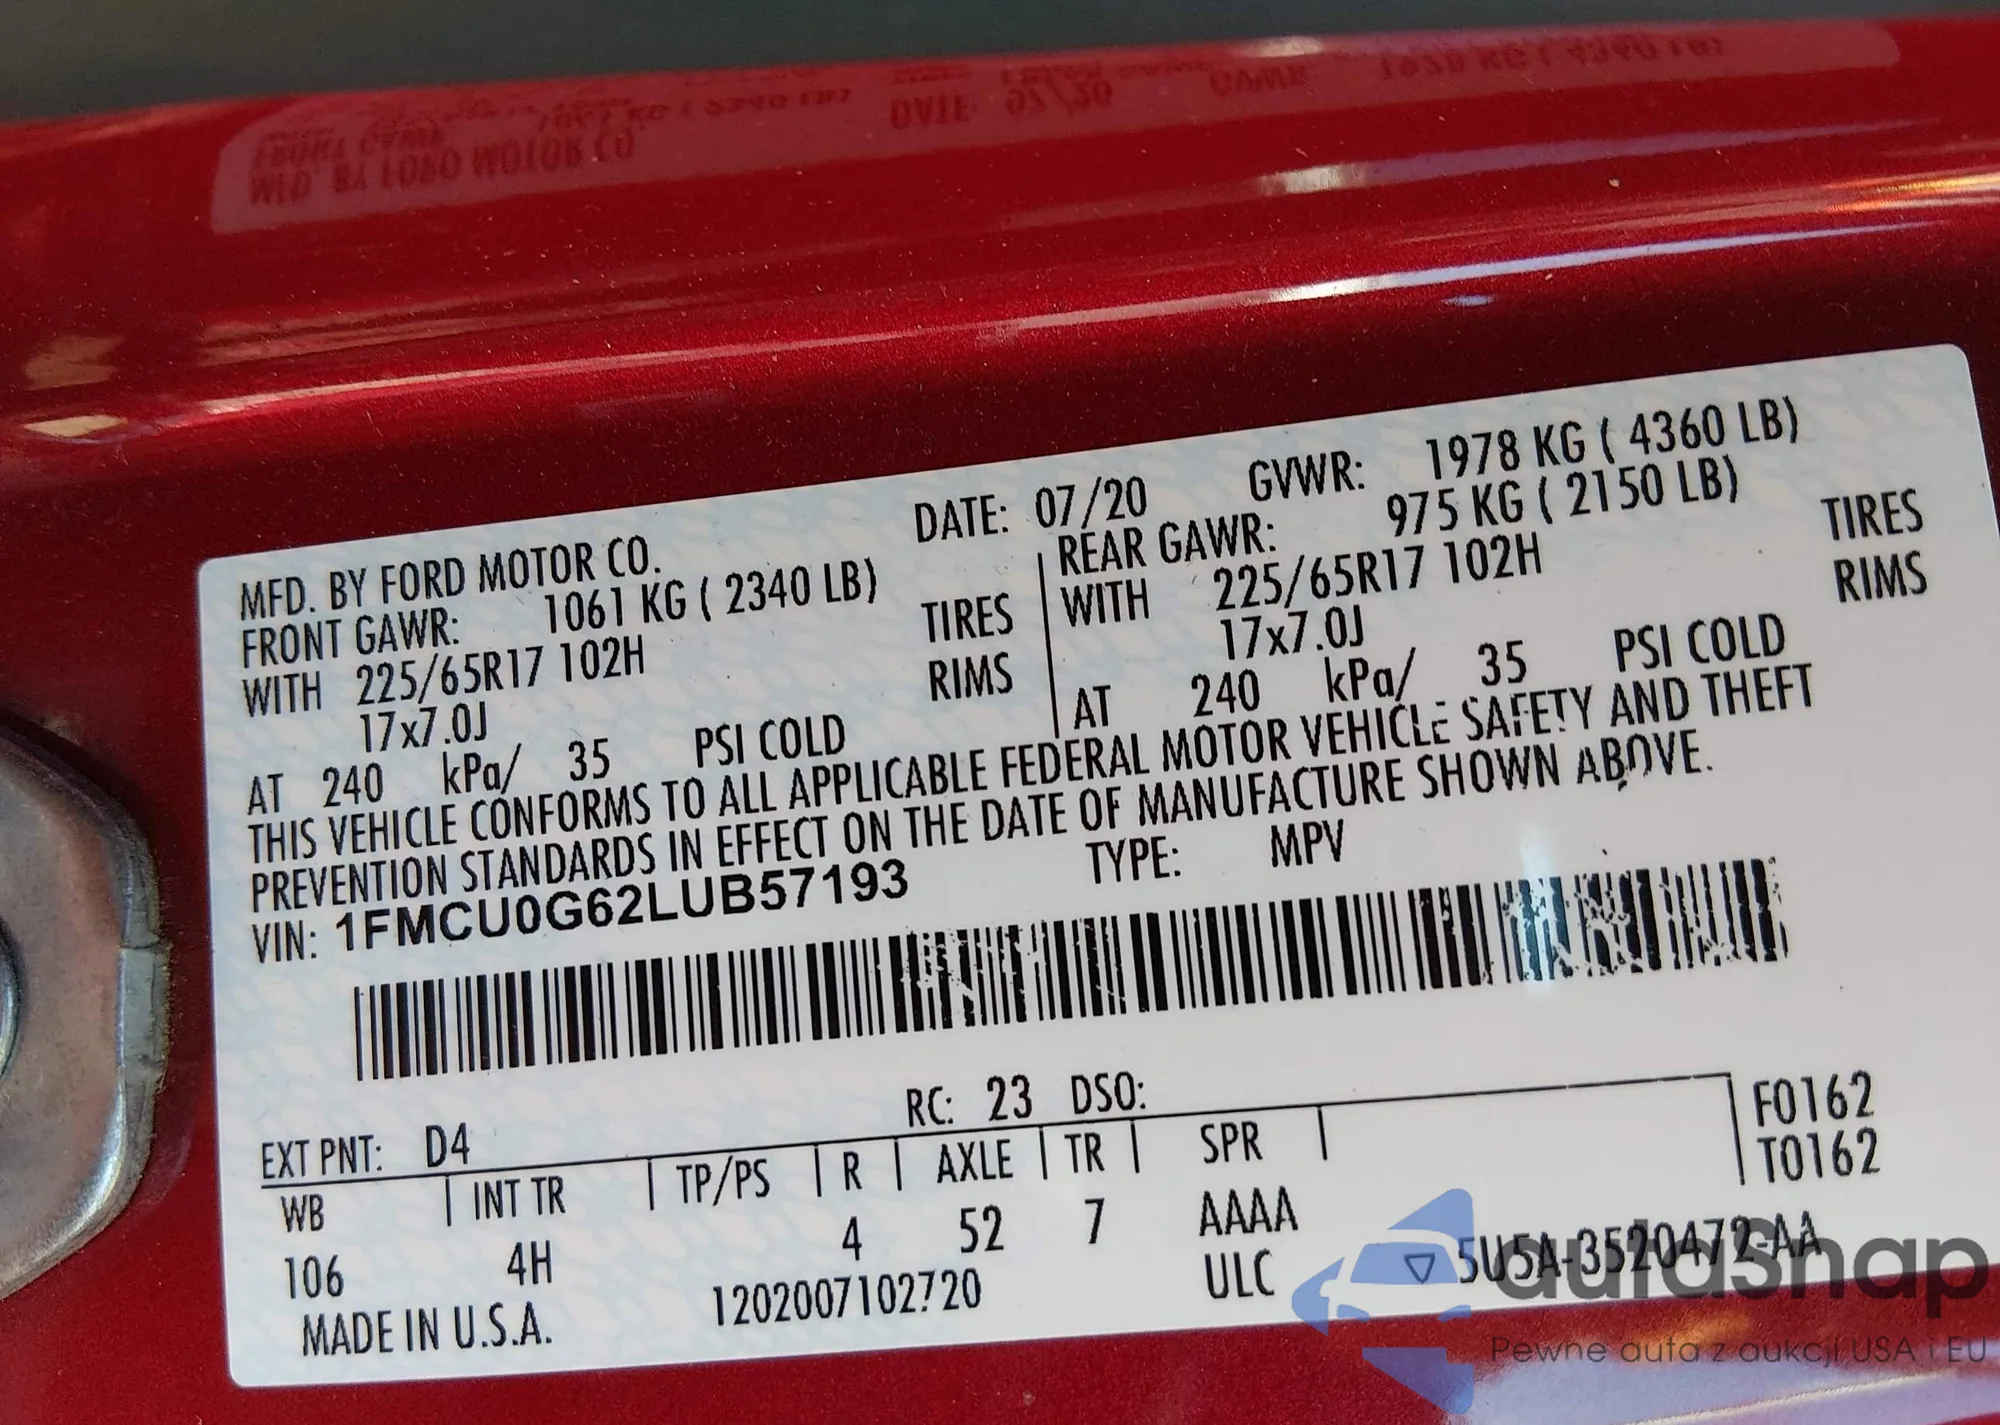 MFD. BY FORD MOTOR CO. DATE: 07/20 GVWR: 1978 KG ( 4360 LB)
FRONT GAWR: 1061 KG ( 2340 LB) REAR GAWR: 975 KG ( 2150 LB)
WITH 225/65R17 102H TIRES WITH 225/65R17 102H TIRES
17x7.0J RIMS 17x7.0J RIMS
AT 240 kPa/ 35 PSI COLD AT 240 kPa/ 35 PSI COLD
THIS VEHICLE CONFORMS TO ALL APPLICABLE FEDERAL MOTOR VEHICLE SAFETY AND THEFT
PREVENTION STANDARDS IN EFFECT ON THE DATE OF MANUFACTURE SHOWN ABOVE.
VIN: 1FMCU0G62LUB57193 TYPE: MPV
EXT PNT: D4 RC: 23 DSO: F0162
WB INT TR TP/PS R AXLE TR SPR T0162
106 4H 4 52 7 AAAA
ULC ▽ 5U5A-3520472-AA
MADE IN U.S.A. 1202007102720
autasnap
Pewne auta z aukcji USA i EU